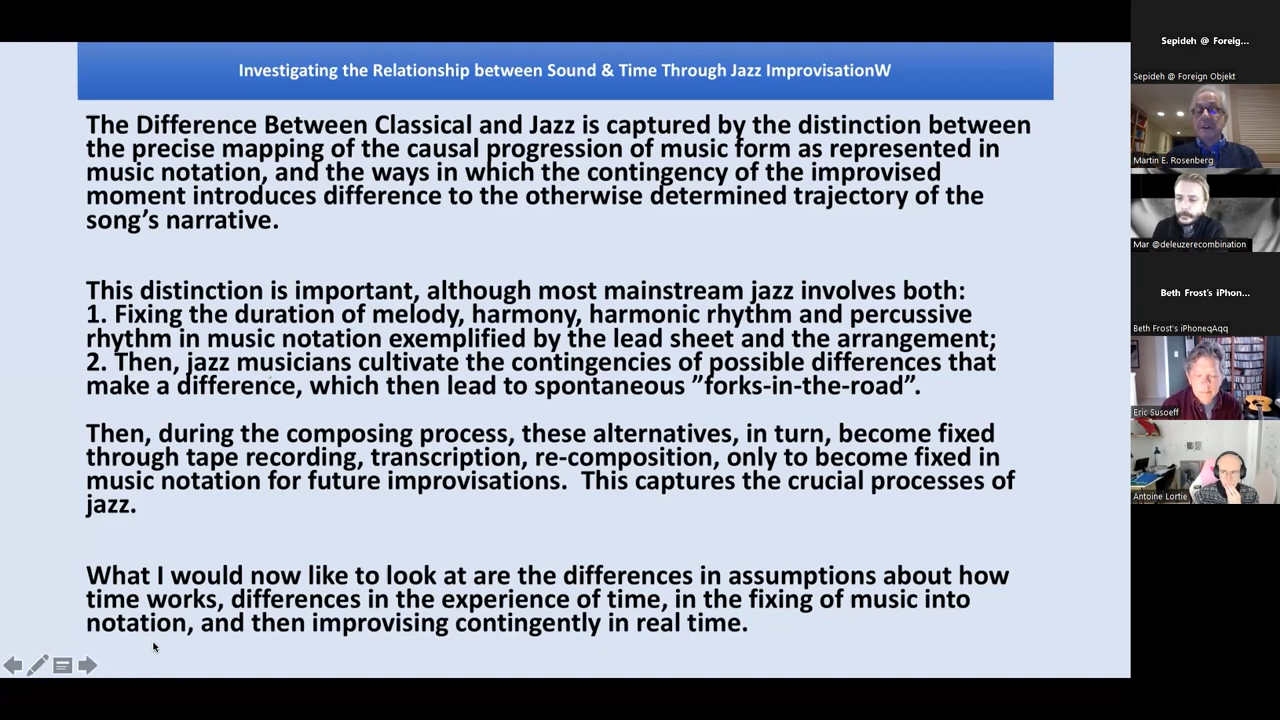 Investigating the Relationship between Sound & Time Through Jazz ImprovisationW
The Difference Between Classical and Jazz is captured by the distinction between
the precise mapping of the causal progression of music form as represented in
music notation, and the ways in which the contingency of the improvised
moment introduces difference to the otherwise determined trajectory of the
song’s narrative.
This distinction is important, although most mainstream jazz involves both:
1. Fixing the duration of melody, harmony, harmonic rhythm and percussive
rhythm in music notation exemplified by the lead sheet and the arrangement;
2. Then, jazz musicians cultivate the contingencies of possible differences that
make a difference, which then lead to spontaneous ”forks-in-the-road”.
Then, during the composing process, these alternatives, in turn, become fixed
through tape recording, transcription, re-composition, only to become fixed in
music notation for future improvisations.  This captures the crucial processes of
jazz.
What I would now like to look at are the differences in assumptions about how
time works, differences in the experience of time, in the fixing of music into
notation, and then improvising contingently in real time.
Sepideh @ Foreig...
Sepideh @ Foreign Objekt
Martin E. Rosenberg
Mar @deleuzerecombination
Beth Frost's iPhon...
Beth Frost's iPhoneqAqq
Eric Susoeff
Antoine Lortie